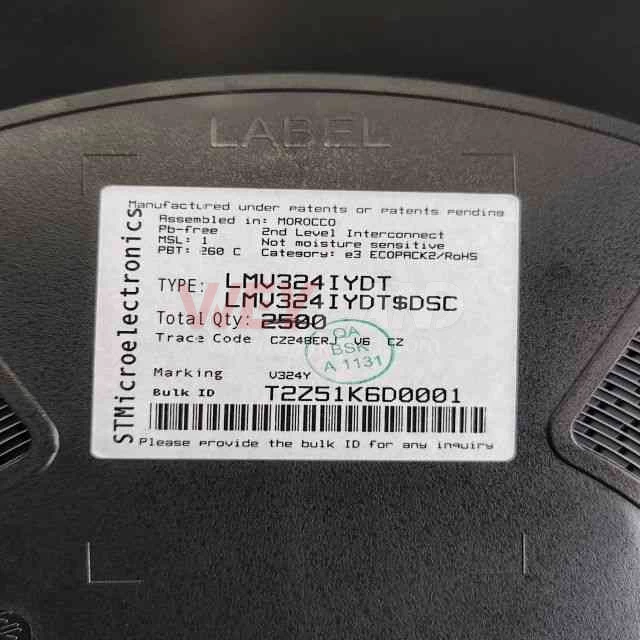 LABEL
STMicroelectronics
Manufactured under patents or patents pending
Assembled in: MOROCCO
Pb-free 2nd Level Interconnect
MSL: 1 Not moisture sensitive
PBT: 260 C Category: e3 ECOPACK2/RoHS
TYPE: LMV324IYDT
LMV324IYDT$DSC
Total Qty: 2500
Trace Code CZ248ERJ V6 CZ
QA
BSK
A 1131
Marking V324Y
Bulk ID T2Z51K6D0001
Please provide the bulk ID for any inquiry